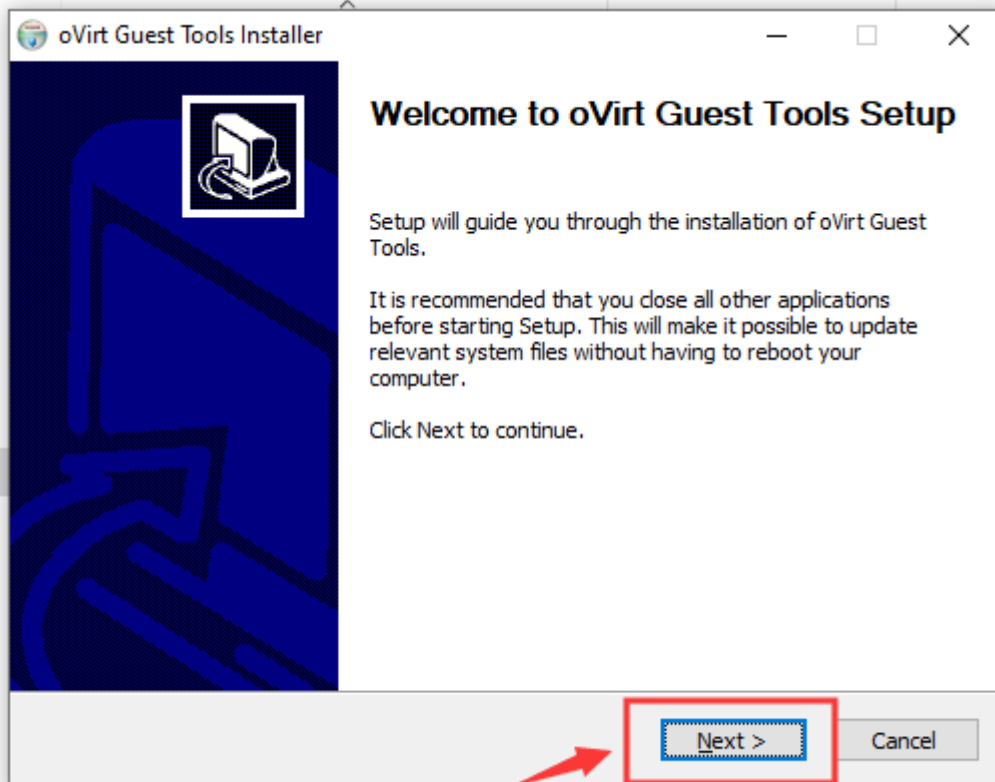 oVirt Guest Tools Installer
Welcome to oVirt Guest Tools Setup
Setup will guide you through the installation of oVirt Guest
Tools.
It is recommended that you close all other applications
before starting Setup. This will make it possible to update
relevant system files without having to reboot your
computer.
Click Next to continue.
Next >
Cancel